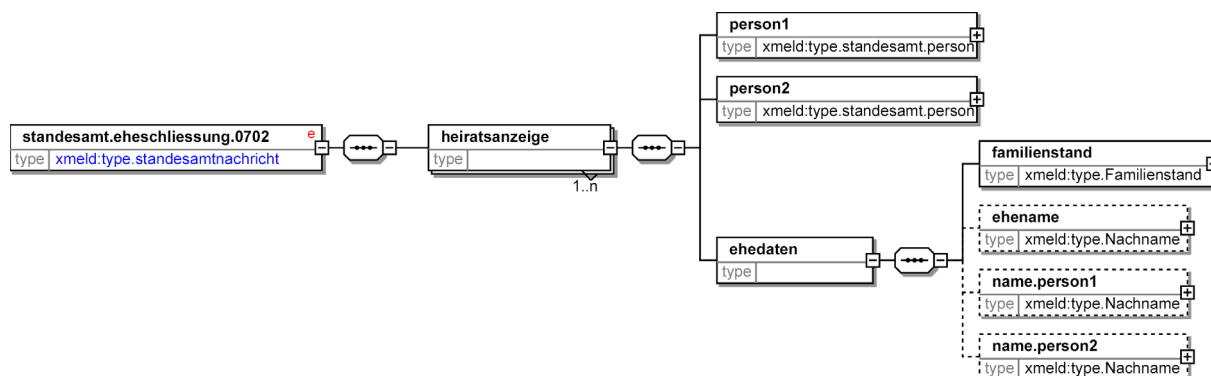 person1
type xmeld:type.standesamt.person
person2
type xmeld:type.standesamt.person
standesamt.eheschliessung.0702 e
type xmeld:type.standesamtnachricht
heiratsanzeige
type
1..n
familienstand
type xmeld:type.Familienstand
ehename
type xmeld:type.Nachname
ehedaten
type
name.person1
type xmeld:type.Nachname
name.person2
type xmeld:type.Nachname